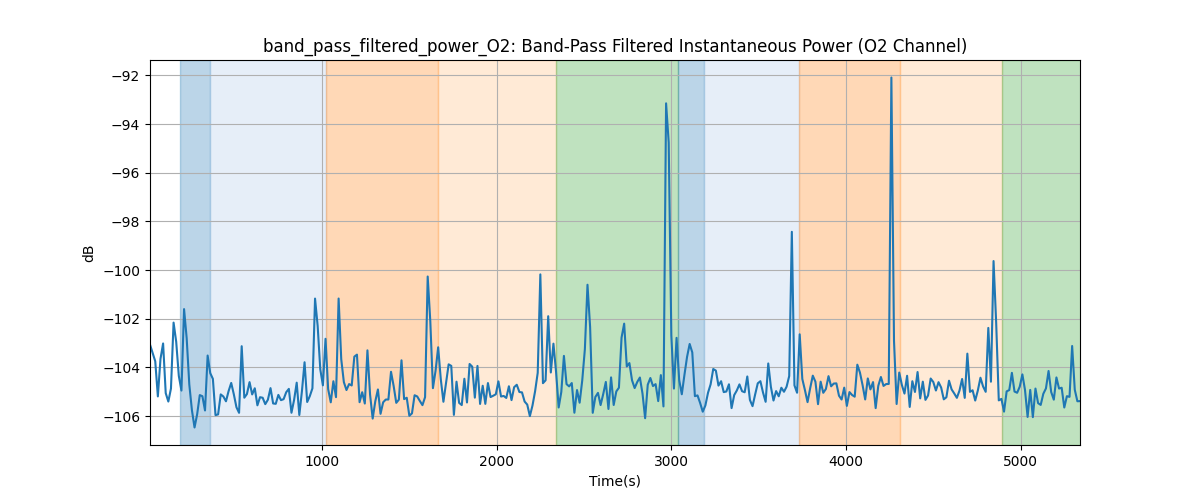 band_pass_filtered_power_O2: Band-Pass Filtered Instantaneous Power (O2 Channel)
−92
−94
−96
−98
−100
−102
−104
−106
dB
1000 2000 3000 4000 5000
Time(s)